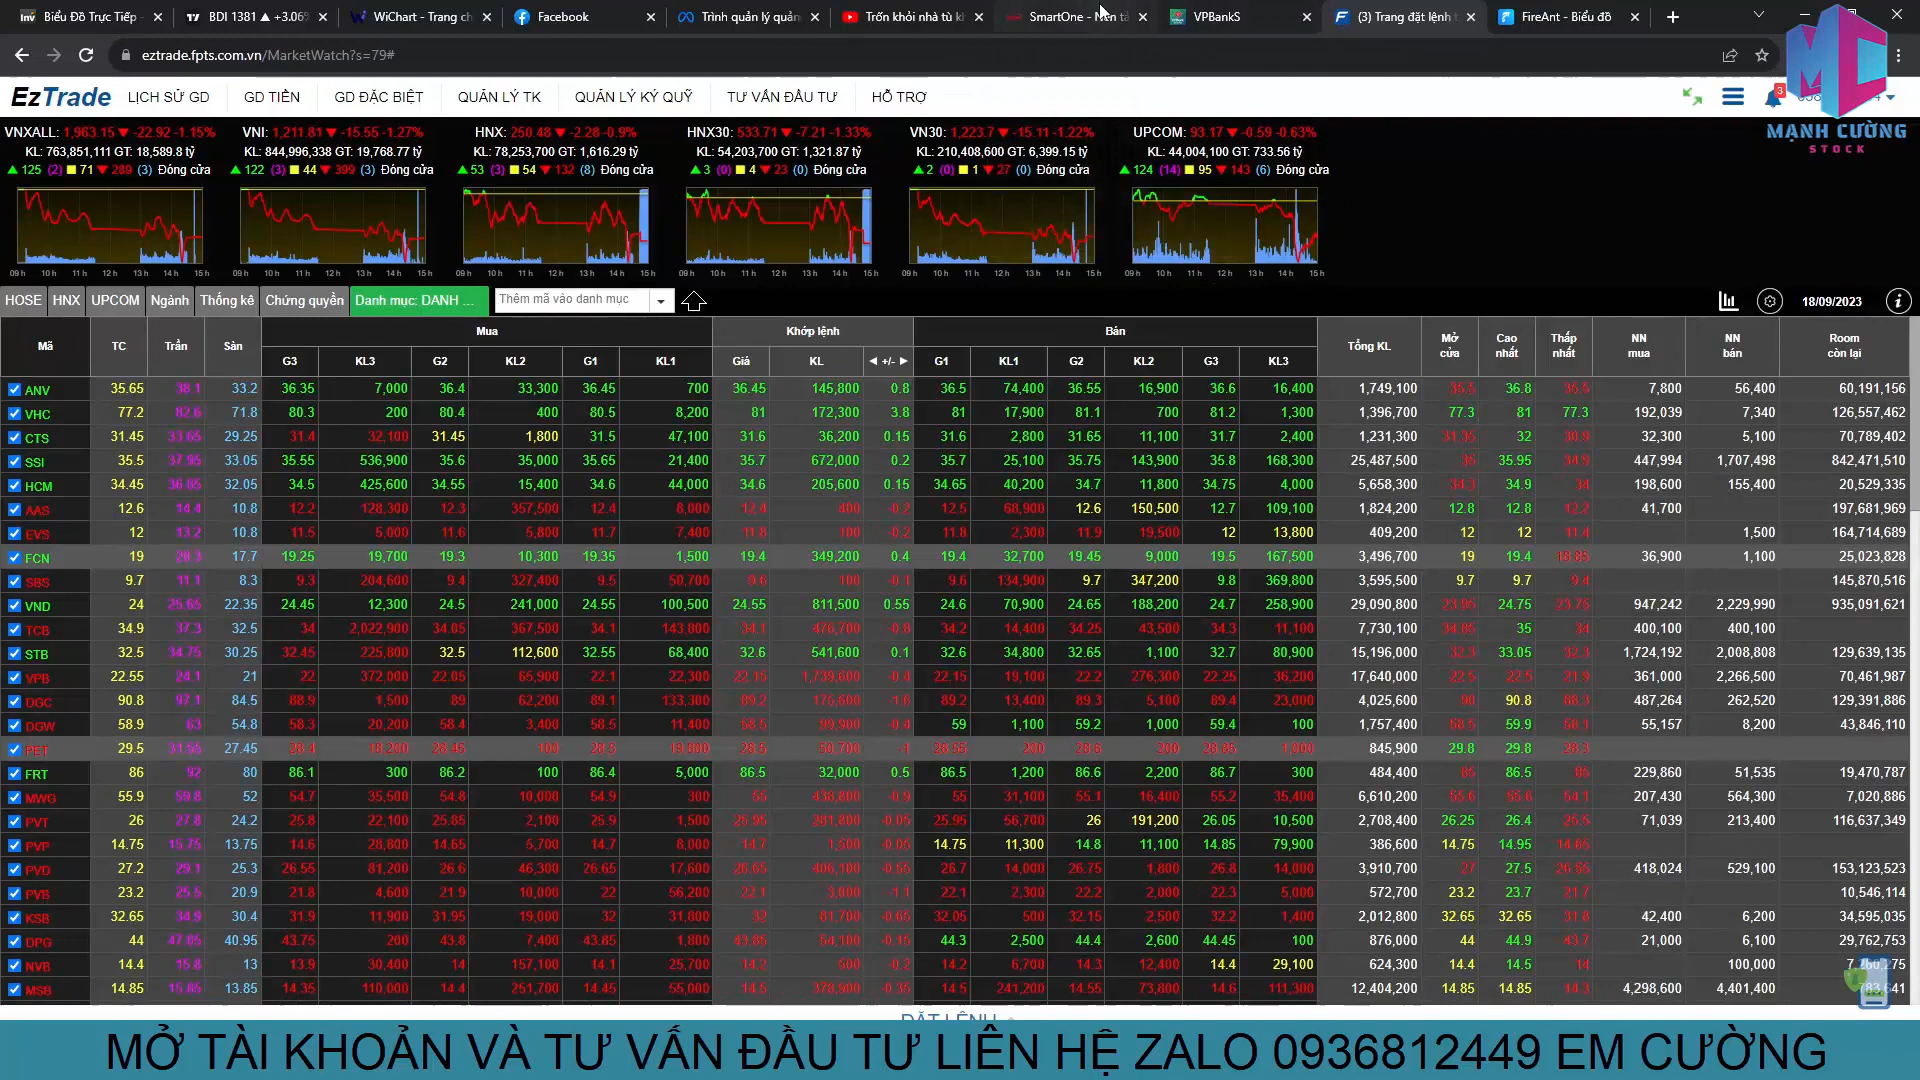 Biểu Đồ Trực Tiếp -
BDI 1381 ▲ +3.06%
WiChart - Trang ch
Facebook
Trình quản lý quản
Trốn khỏi nhà tù k
SmartOne - Nền tả
VPBankS
(3) Trang đặt lệnh t
FireAnt - Biểu đồ
eztrade.fpts.com.vn/MarketWatch?s=79#
EzTrade LỊCH SỬ GD GD TIỀN GD ĐẶC BIỆT QUẢN LÝ TK QUẢN LÝ KÝ QUỸ TƯ VẤN ĐẦU TƯ HỖ TRỢ 3
MẠNH CƯỜNG
STOCK
VNXALL: 1,963.15 ▼ -22.92 -1.15% VNI: 1,211.81 ▼ -15.55 -1.27% HNX: 250.48 ▼ -2.28 -0.9% HNX30: 533.71 ▼ -7.21 -1.33% VN30: 1,223.7 ▼ -15.11 -1.22% UPCOM: 93.17 ▼ -0.59 -0.63%
KL: 763,851,111 GT: 18,589.8 tỷ KL: 844,996,338 GT: 19,768.77 tỷ KL: 78,253,700 GT: 1,616.29 tỷ KL: 54,203,700 GT: 1,321.87 tỷ KL: 210,408,600 GT: 6,399.15 tỷ KL: 44,004,100 GT: 733.56 tỷ
▲ 125 (2) ■ 71 ▼ 289 (3) Đóng cửa ▲ 122 (3) ■ 44 ▼ 399 (3) Đóng cửa ▲ 53 (3) ■ 54 ▼ 132 (8) Đóng cửa ▲ 3 (0) ■ 4 ▼ 23 (0) Đóng cửa ▲ 2 (0) ■ 1 ▼ 27 (0) Đóng cửa ▲ 124 (14) ■ 95 ▼ 143 (6) Đóng cửa
09 h 10 h 11 h 12 h 13 h 14 h 15 h 09 h 10 h 11 h 12 h 13 h 14 h 15 h 09 h 10 h 11 h 12 h 13 h 14 h 15 h 09 h 10 h 11 h 12 h 13 h 14 h 15 h 09 h 10 h 11 h 12 h 13 h 14 h 15 h 09 h 10 h 11 h 12 h 13 h 14 h 15 h
HOSE HNX UPCOM Ngành Thống kê Chứng quyền Danh mục: DANH ... Thêm mã vào danh mục 18/09/2023
Mã TC Trần Sàn Mua Khớp lệnh Bán Tổng KL Mở cửa Cao nhất Thấp nhất NN mua NN bán Room còn lại
G3 KL3 G2 KL2 G1 KL1 Giá KL ◄ +/- ► G1 KL1 G2 KL2 G3 KL3
ANV 35.65 38.1 33.2 36.35 7,000 36.4 33,300 36.45 700 36.45 145,800 0.8 36.5 74,400 36.55 16,900 36.6 16,400 1,749,100 35.5 36.8 35.5 7,800 56,400 60,191,156
VHC 77.2 82.6 71.8 80.3 200 80.4 400 80.5 8,200 81 172,300 3.8 81 17,900 81.1 700 81.2 1,300 1,396,700 77.3 81 77.3 192,039 7,340 126,557,462
CTS 31.45 33.65 29.25 31.4 32,100 31.45 1,800 31.5 47,100 31.6 36,200 0.15 31.6 2,800 31.65 11,100 31.7 2,400 1,231,300 31.35 32 30.9 32,300 5,100 70,789,402
SSI 35.5 37.95 33.05 35.55 536,900 35.6 35,000 35.65 21,400 35.7 672,000 0.2 35.7 25,100 35.75 143,900 35.8 168,300 25,487,500 35 35.95 34.9 447,994 1,707,498 842,471,510
HCM 34.45 36.85 32.05 34.5 425,600 34.55 15,400 34.6 44,000 34.6 205,600 0.15 34.65 40,200 34.7 11,800 34.75 4,000 5,658,300 34.3 34.9 34 198,600 155,400 20,529,335
AAS 12.6 14.4 10.8 12.2 128,300 12.3 357,500 12.4 8,000 12.4 400 -0.2 12.5 68,900 12.6 150,500 12.7 109,100 1,824,200 12.8 12.8 12.2 41,700 197,681,969
EVS 12 13.2 10.8 11.5 5,000 11.6 5,800 11.7 7,400 11.8 100 -0.2 11.8 2,300 11.9 19,500 12 13,800 409,200 12 12 11.4 1,500 164,714,689
FCN 19 20.3 17.7 19.25 19,700 19.3 10,300 19.35 1,500 19.4 349,200 0.4 19.4 32,700 19.45 9,000 19.5 167,500 3,496,700 19 19.4 18.85 36,900 1,100 25,023,828
SBS 9.7 11.1 8.3 9.3 204,600 9.4 327,400 9.5 50,700 9.6 100 -0.1 9.6 134,900 9.7 347,200 9.8 369,800 3,595,500 9.7 9.7 9.4 145,870,516
VND 24 25.65 22.35 24.45 12,300 24.5 241,000 24.55 100,500 24.55 811,500 0.55 24.6 70,900 24.65 188,200 24.7 258,900 29,090,800 23.95 24.75 23.75 947,242 2,229,990 935,091,621
TCB 34.9 37.3 32.5 34 2,022,900 34.05 367,500 34.1 143,800 34.1 476,700 -0.8 34.2 14,400 34.25 43,500 34.3 11,100 7,730,100 34.85 35 34 400,100 400,100
STB 32.5 34.75 30.25 32.45 225,800 32.5 112,600 32.55 68,400 32.6 541,600 0.1 32.6 34,800 32.65 1,100 32.7 80,900 15,196,000 32.3 33.05 32.3 1,724,192 2,008,808 129,639,135
VPB 22.55 24.1 21 22 372,000 22.05 65,900 22.1 22,300 22.15 1,739,600 -0.4 22.15 19,100 22.2 276,300 22.25 36,200 17,640,000 22.5 22.5 21.9 361,000 2,266,500 70,461,987
DGC 90.8 97.1 84.5 88.9 1,500 89 62,200 89.1 133,300 89.2 175,600 -1.6 89.2 13,400 89.3 5,100 89.4 23,000 4,025,600 90 90.8 88.3 487,264 262,520 129,391,886
DGW 58.9 63 54.8 58.3 20,200 58.4 3,400 58.5 11,400 58.5 99,900 -0.4 59 1,100 59.2 1,000 59.4 100 1,757,400 58.5 59.9 58.1 55,157 8,200 43,846,110
PET 29.5 31.55 27.45 28.4 18,200 28.45 100 28.5 19,800 28.5 50,700 -1 28.55 200 28.6 200 28.65 845,900 29.8 29.8 28.3
FRT 86 92 80 86.1 300 86.2 100 86.4 5,000 86.5 32,000 0.5 86.5 1,200 86.6 2,200 86.7 300 484,400 85 86.5 85 229,860 51,535 19,470,787
MWG 55.9 59.8 52 54.7 35,500 54.8 10,000 54.9 300 55 438,800 -0.9 55 31,100 55.1 16,400 55.2 35,400 6,610,200 55.6 55.6 54.1 207,430 564,300 7,020,886
PVT 26 27.8 24.2 25.8 22,100 25.85 2,100 25.9 1,500 25.95 281,800 -0.05 25.95 56,700 26 191,200 26.05 10,500 2,708,400 26.25 26.4 25.5 71,039 213,400 116,637,349
PVP 14.75 15.75 13.75 14.6 28,800 14.65 5,700 14.7 8,000 14.7 1,500 -0.05 14.75 11,300 14.8 11,100 14.85 79,900 386,600 14.75 14.95 14.65
PVD 27.2 29.1 25.3 26.55 81,200 26.6 46,300 26.65 17,600 26.65 406,100 -0.55 26.7 14,000 26.75 1,800 26.8 14,000 3,910,700 27 27.5 26.55 418,024 529,100 153,123,523
PVB 23.2 25.5 20.9 21.8 4,600 21.9 10,000 22 56,200 22.1 3,000 -1.1 22.1 2,300 22.2 2,000 22.3 5,000 572,700 23.2 23.7 21.7 10,546,114
KSB 32.65 34.9 30.4 31.9 11,900 31.95 19,000 32 31,800 32 81,700 -0.65 32.05 500 32.15 2,500 32.2 1,400 2,012,800 32.65 32.65 31.8 42,400 6,200 34,595,035
DPG 44 47.05 40.95 43.75 200 43.8 7,400 43.85 1,800 43.85 54,100 -0.15 44.3 2,500 44.4 2,600 44.45 100 876,000 44 44.9 43.7 21,000 6,100 29,762,753
NVB 14.4 15.8 13 13.9 30,400 14 157,100 14.1 25,700 14.2 500 -0.2 14.2 6,700 14.3 12,400 14.4 29,100 624,300 14.4 14.5 14 100,000
MSB 14.85 15.85 13.85 14.35 110,000 14.4 251,700 14.45 55,000 14.5 378,900 -0.35 14.5 241,200 14.55 73,800 14.6 111,300 12,404,200 14.85 14.85 14.3 4,298,600 4,401,400
ĐẶT LỆNH
MỞ TÀI KHOẢN VÀ TƯ VẤN ĐẦU TƯ LIÊN HỆ ZALO 0936812449 EM CƯỜNG